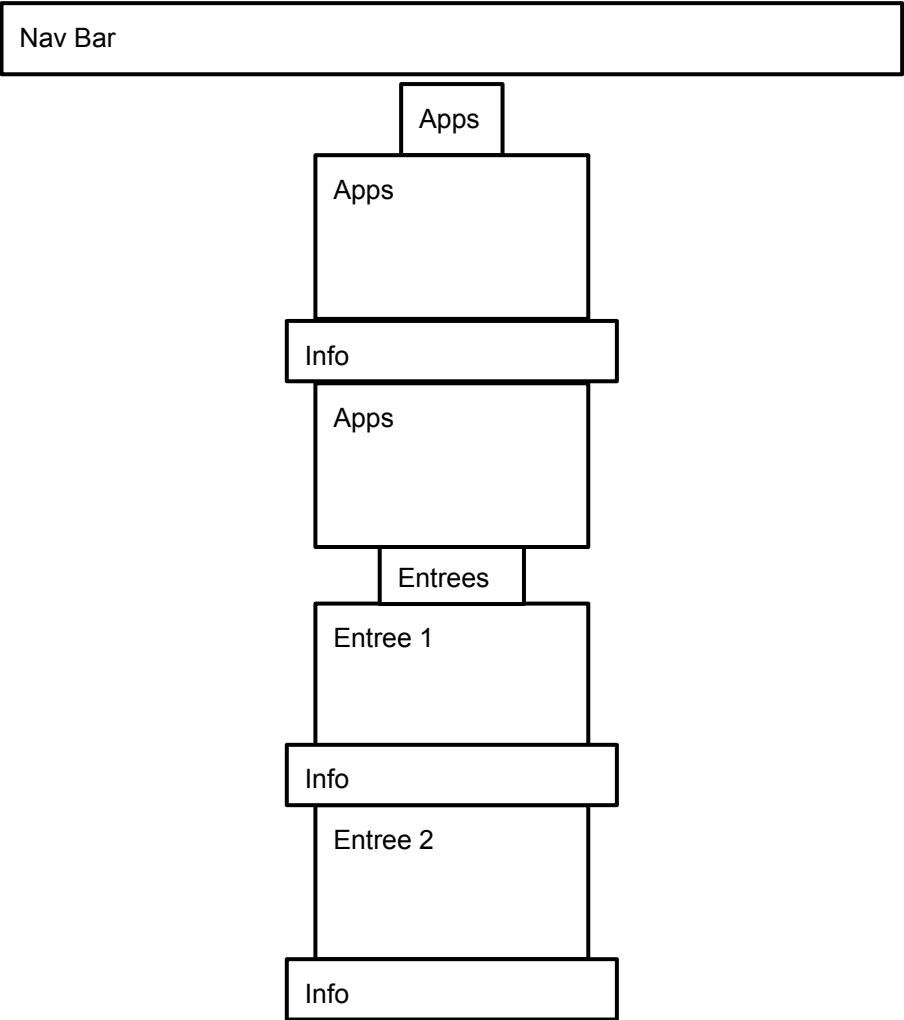 Nav Bar
Apps
Apps
Info
Apps
Entrees
Entree 1
Info
Entree 2
Info